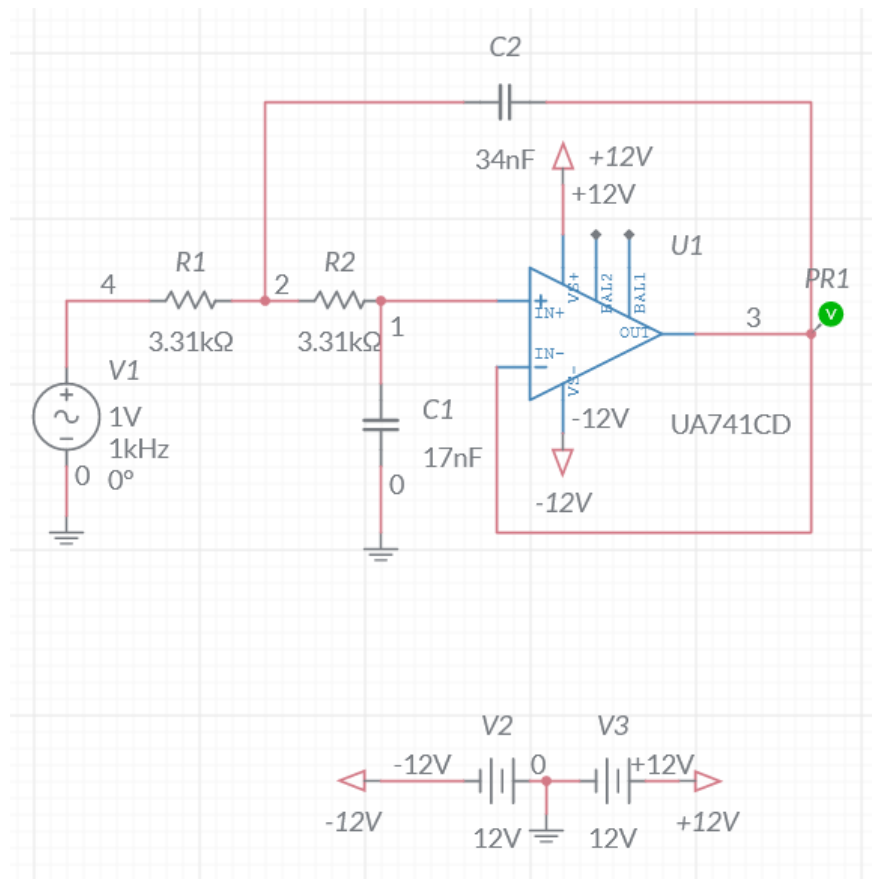 C2
34nF
+12V
+12V
U1
VS+
BAL2
BAL1
PR1
V
R1
R2
4
2
3.31kΩ
3.31kΩ
1
IN+
OUT
3
IN-
VS-
V1
+
−
1V
1kHz
0°
0
C1
17nF
0
-12V
UA741CD
-12V
V2
V3
-12V
0
+12V
-12V
12V
12V
+12V